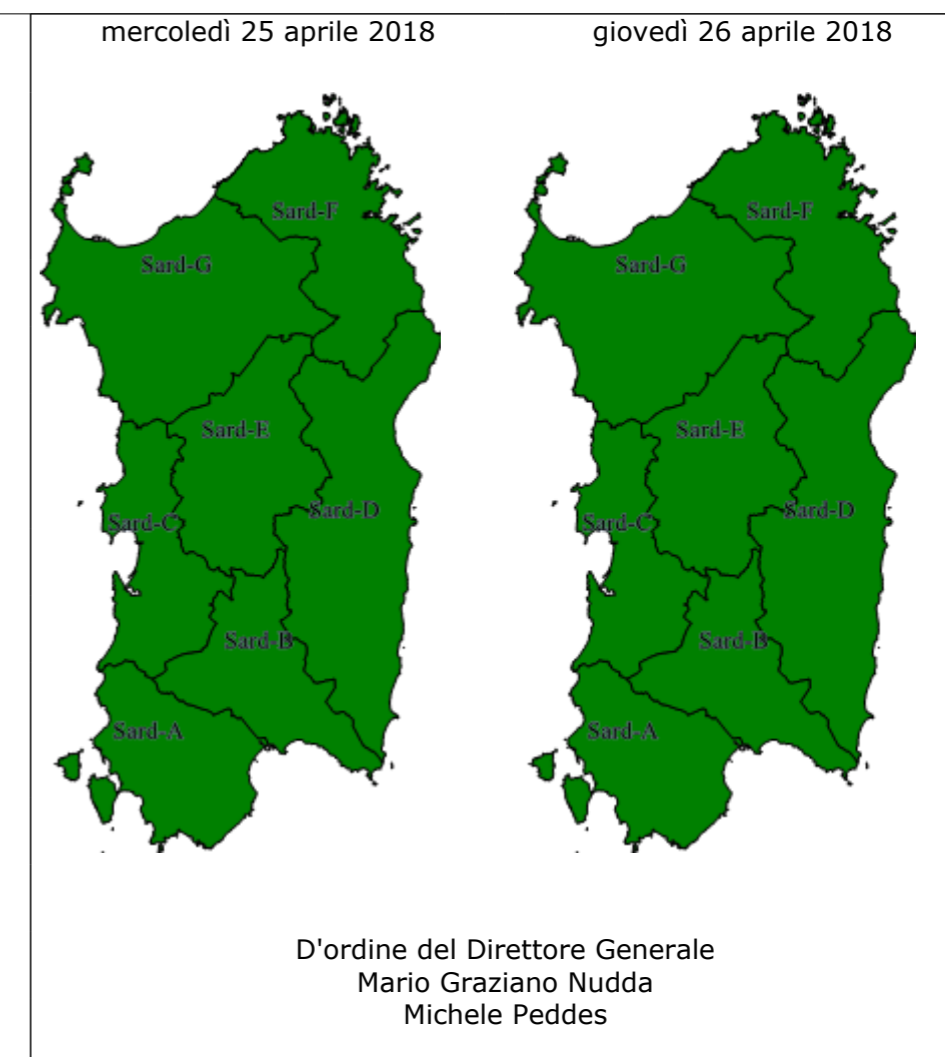 mercoledì 25 aprile 2018
giovedì 26 aprile 2018
Sard-F
Sard-G
Sard-E
Sard-D
Sard-C
Sard-B
Sard-A
Sard-F
Sard-G
Sard-E
Sard-D
Sard-C
Sard-B
Sard-A
D'ordine del Direttore Generale
Mario Graziano Nudda
Michele Peddes